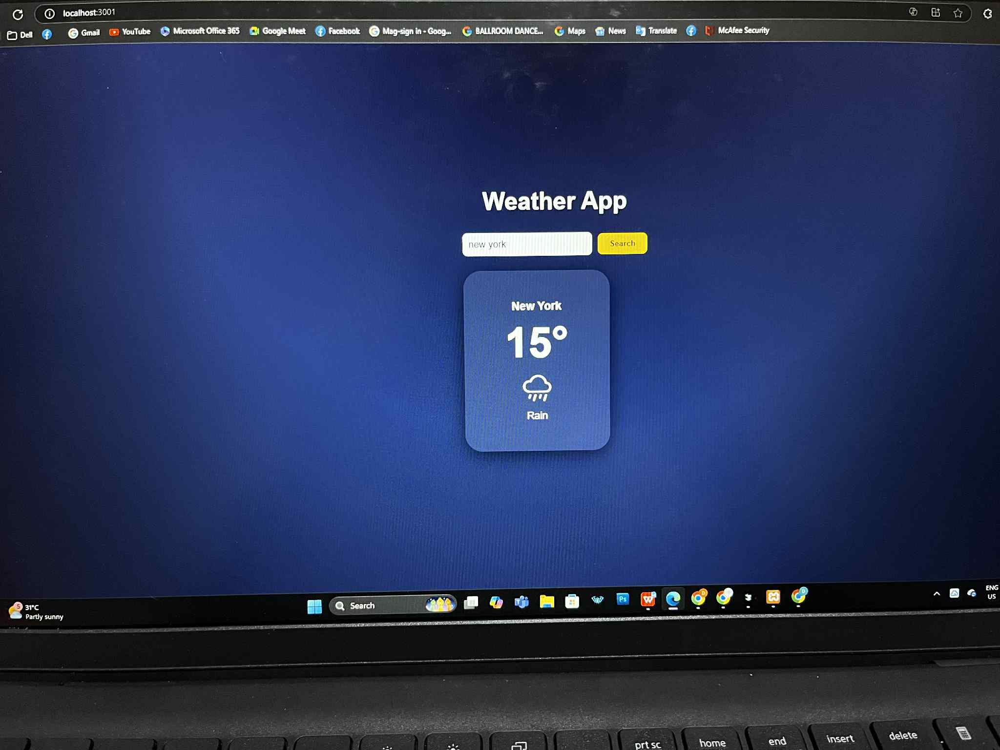 localhost:3001
Dell Gmail YouTube Microsoft Office 365 Google Meet Facebook Mag-sign in - Goog... BALLROOM DANCE... Maps News Translate McAfee Security
Weather App
new york Search
New York
15°
Rain
5 31°C
Partly sunny
Search
Ps
W
D
D
ENG
US
prt sc home end insert delete